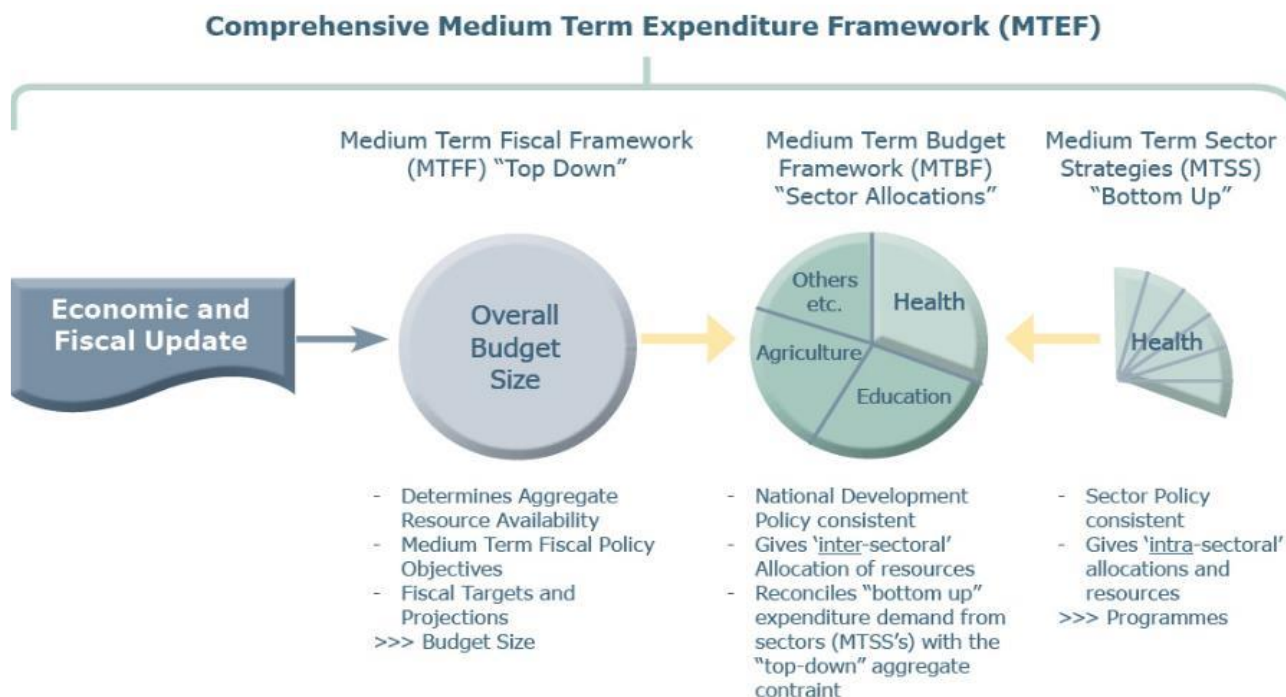 Comprehensive Medium Term Expenditure Framework (MTEF)
Economic and
Fiscal Update
Medium Term Fiscal Framework
(MTFF) “Top Down”
Overall
Budget
Size
- Determines Aggregate
Resource Availability
- Medium Term Fiscal Policy
Objectives
- Fiscal Targets and
Projections
>>> Budget Size
Medium Term Budget
Framework (MTBF)
“Sector Allocations”
Others
etc.
Health
Agriculture
Education
- National Development
Policy consistent
- Gives ‘inter-sectoral’
Allocation of resources
- Reconciles “bottom up”
expenditure demand from
sectors (MTSS’s) with the
“top-down” aggregate
contraint
Medium Term Sector
Strategies (MTSS)
“Bottom Up”
Health
- Sector Policy
consistent
- Gives ‘intra-sectoral’
allocations and
resources
>>> Programmes